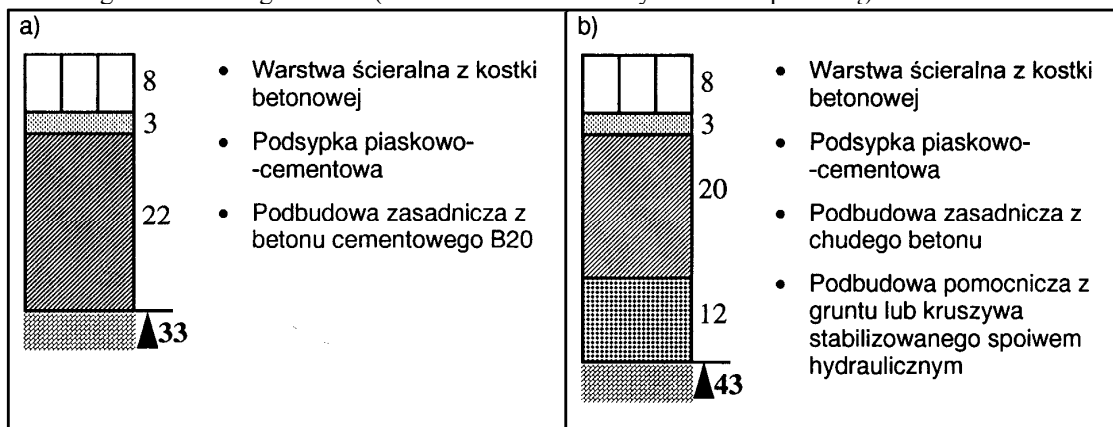 a)
8
3
22
33
• Warstwa ścieralna z kostki
betonowej
• Podsypka piaskowo-
-cementowa
• Podbudowa zasadnicza z
betonu cementowego B20
b)
8
3
20
12
43
• Warstwa ścieralna z kostki
betonowej
• Podsypka piaskowo-
-cementowa
• Podbudowa zasadnicza z
chudego betonu
• Podbudowa pomocnicza z
gruntu lub kruszywa
stabilizowanego spoiwem
hydraulicznym